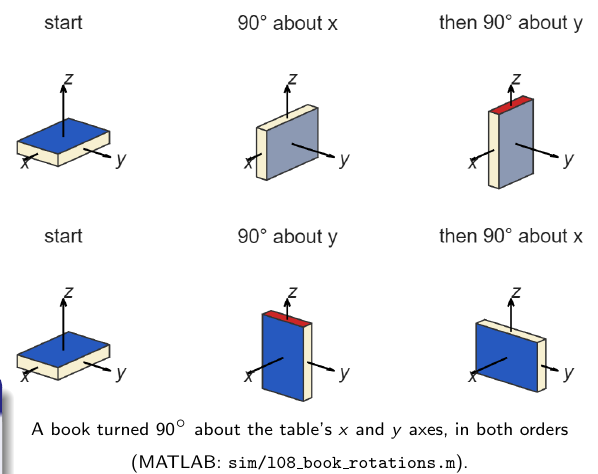 start 90° about x then 90° about y
z z z
x y x y x y
start 90° about y then 90° about x
z z z
x y x y x y
A book turned 90° about the table's x and y axes, in both orders
(MATLAB: sim/l08_book_rotations.m).